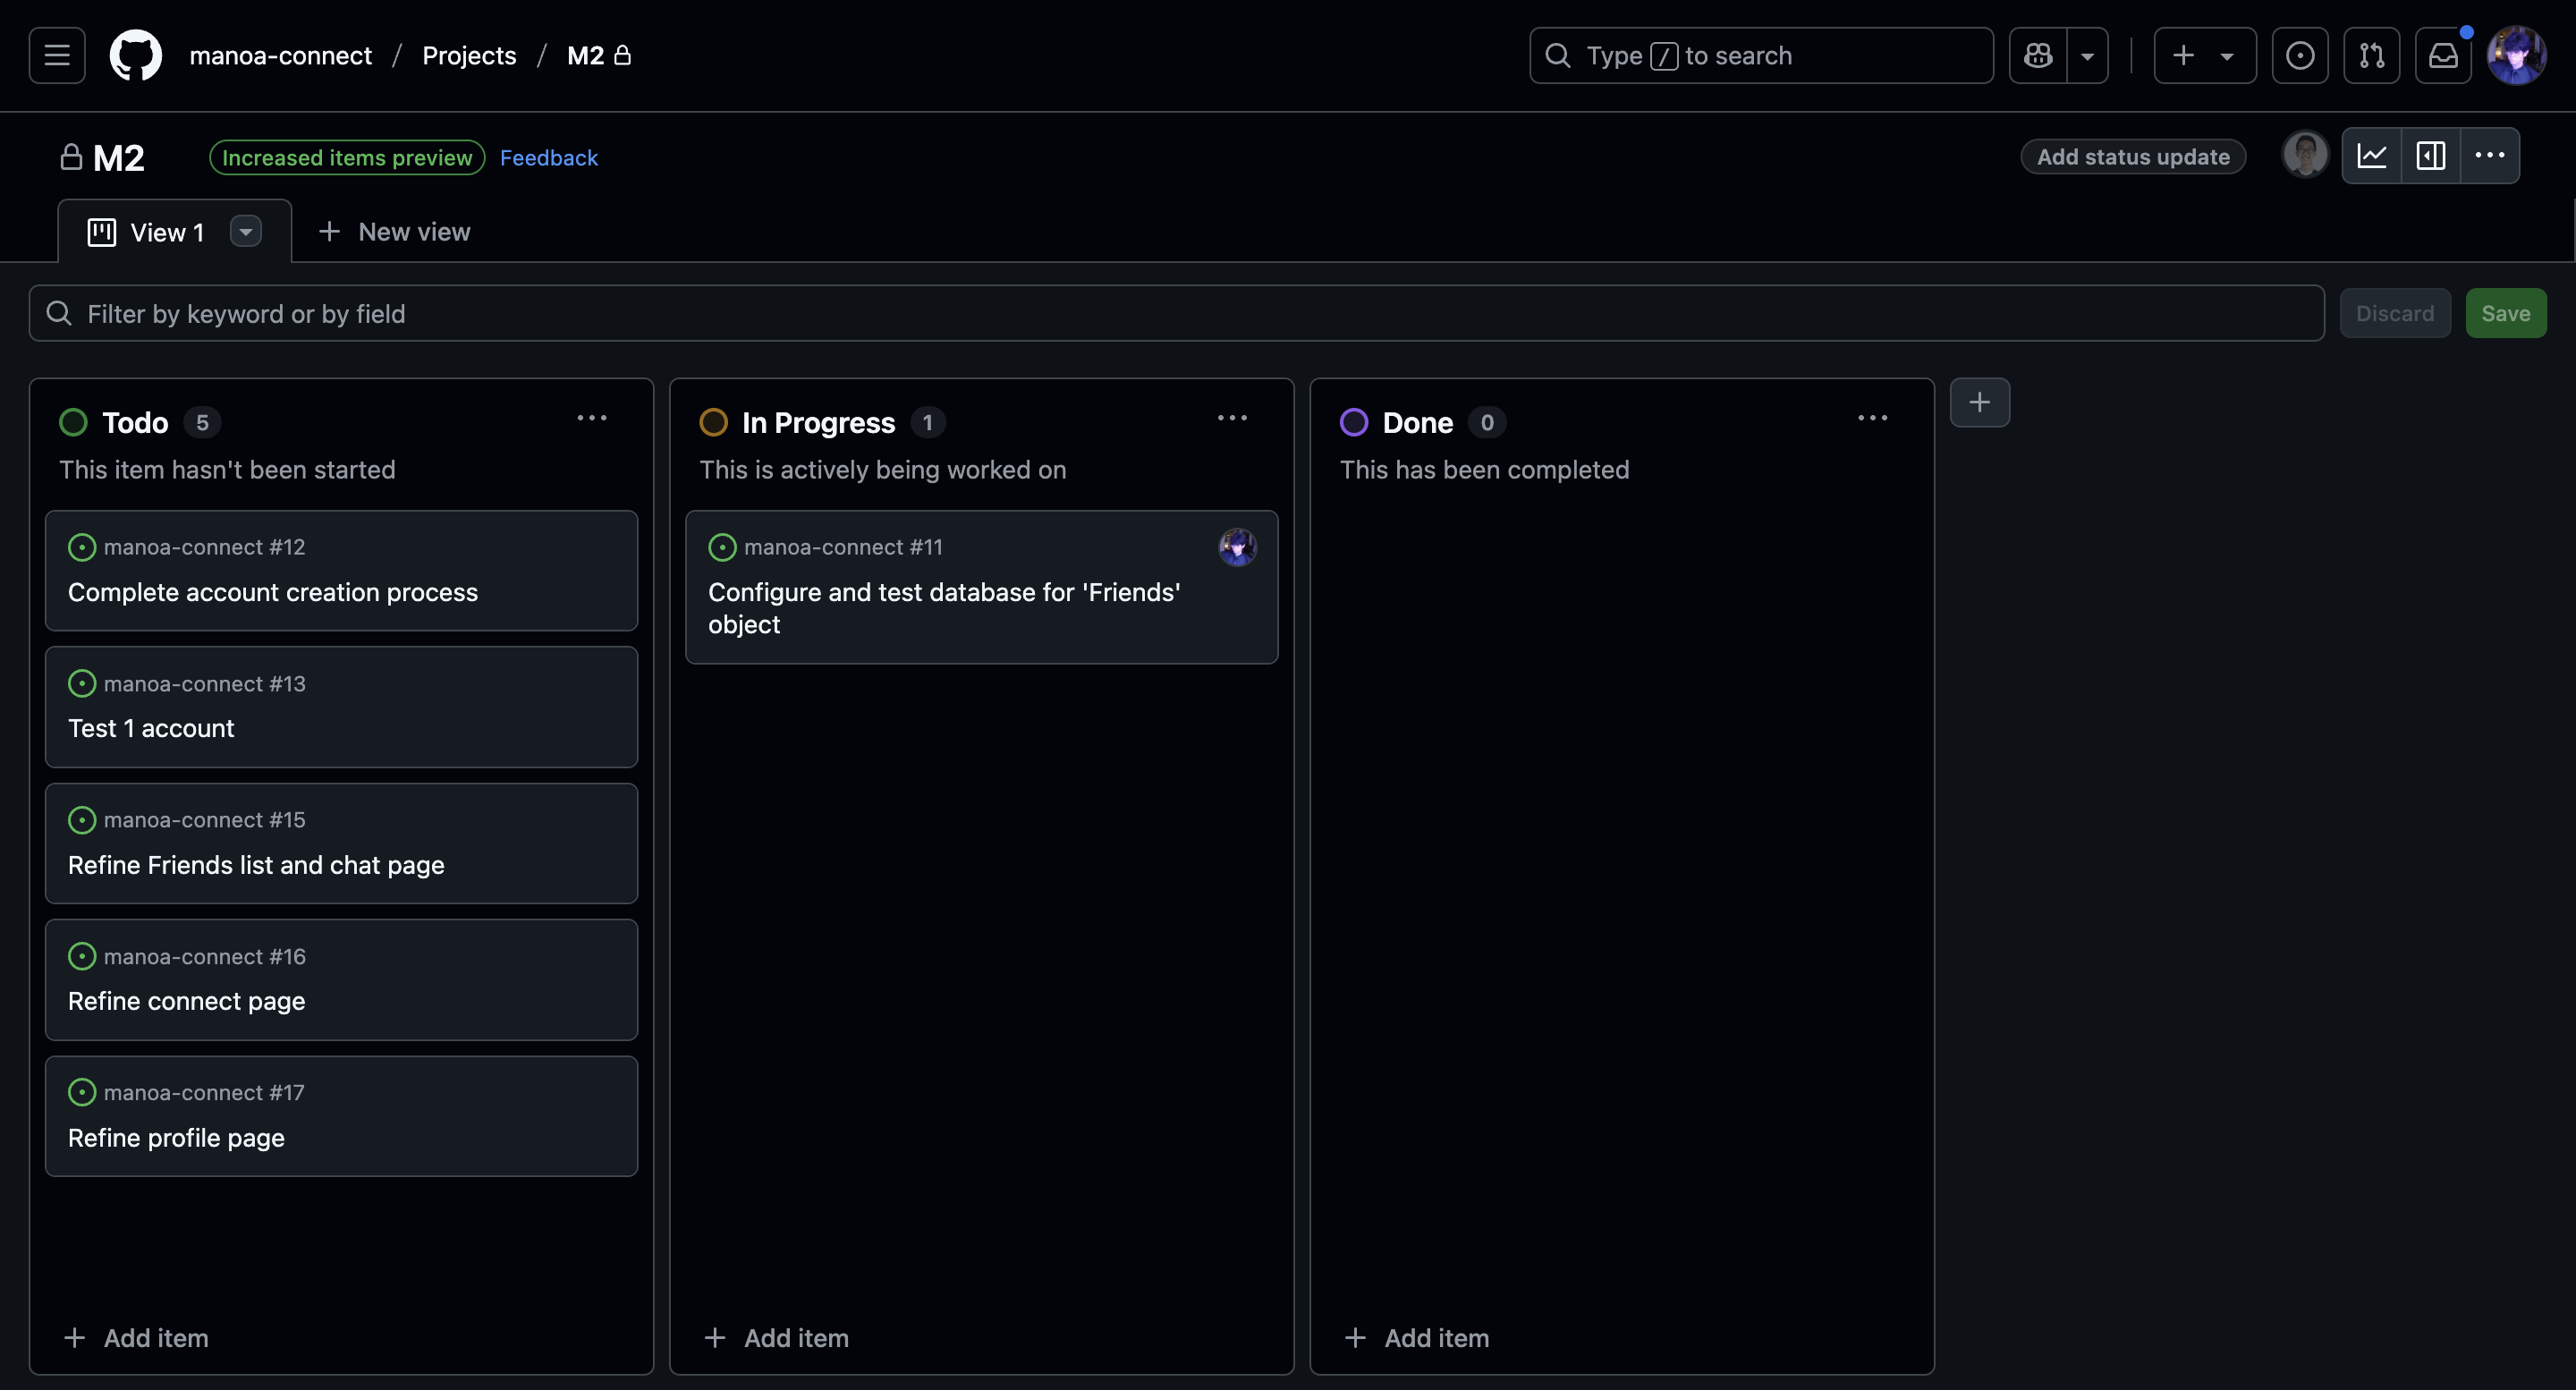 manoa-connect / Projects / M2
Type / to search
M2
Increased items preview
Feedback
Add status update
View 1
New view
Filter by keyword or by field
Discard
Save
Todo 5
This item hasn't been started
manoa-connect #12
Complete account creation process
manoa-connect #13
Test 1 account
manoa-connect #15
Refine Friends list and chat page
manoa-connect #16
Refine connect page
manoa-connect #17
Refine profile page
Add item
In Progress 1
This is actively being worked on
manoa-connect #11
Configure and test database for 'Friends'
object
Add item
Done 0
This has been completed
Add item